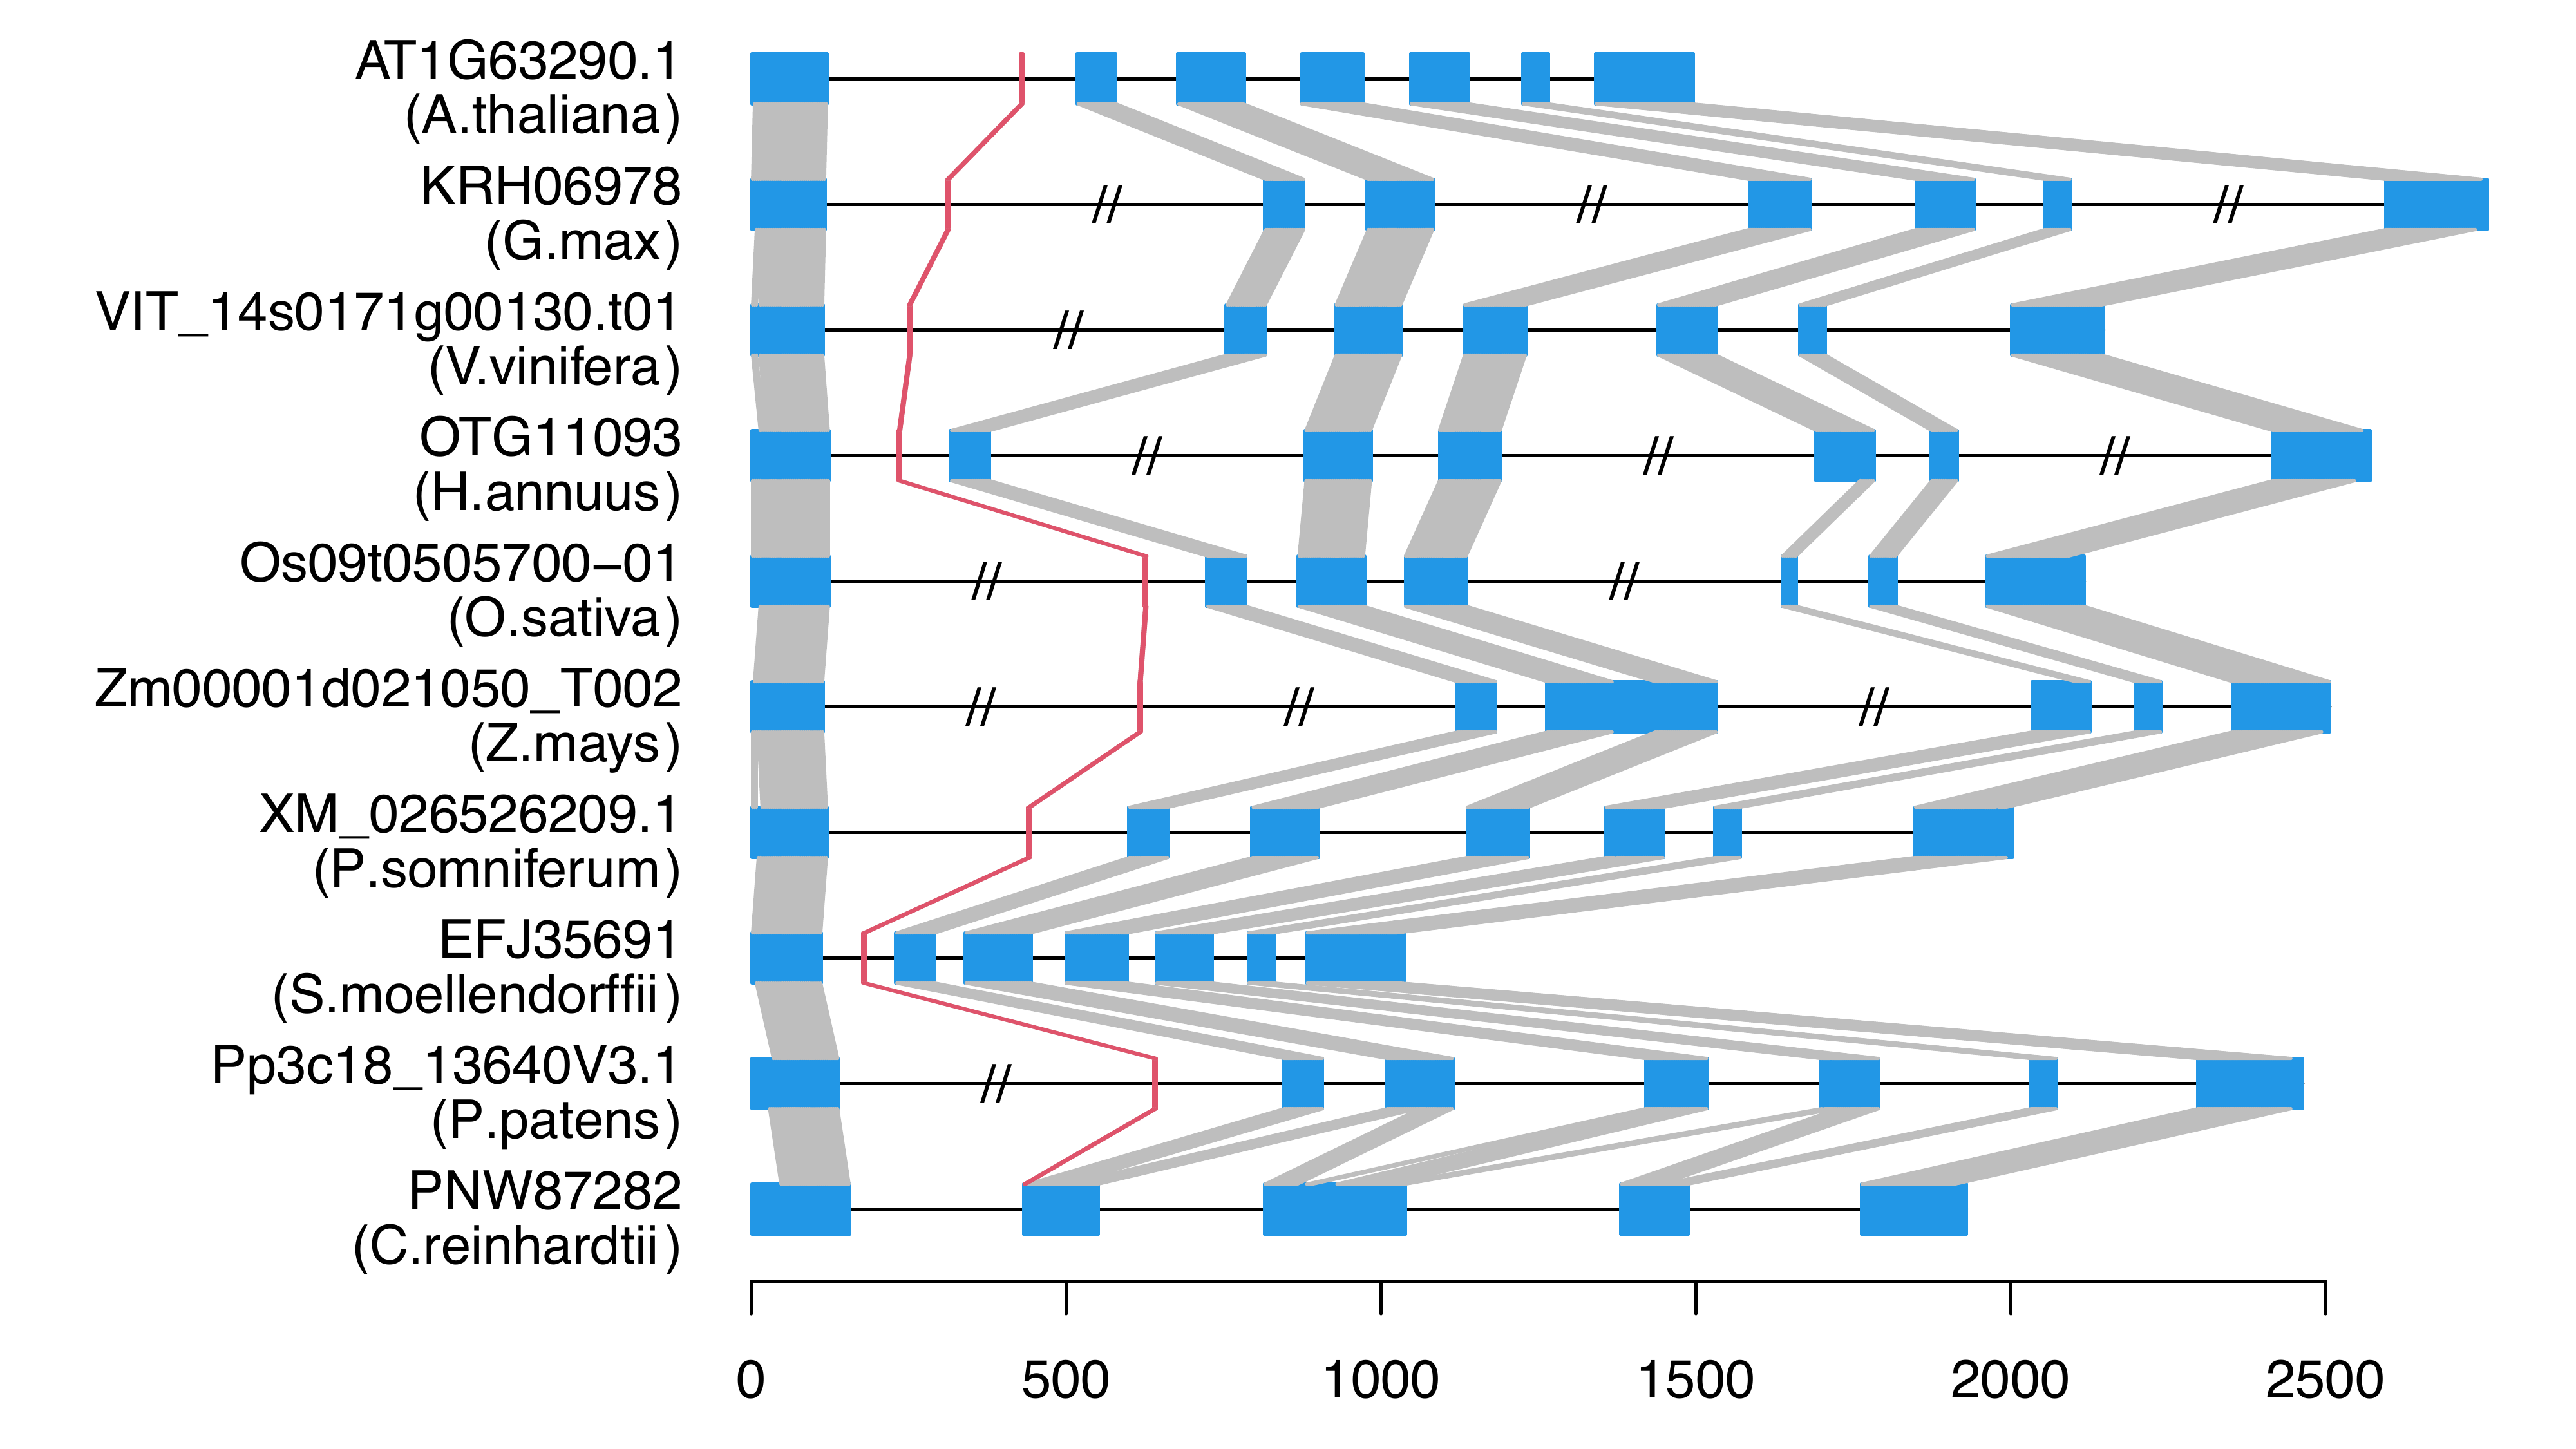 AT1G63290.1
(A.thaliana)
KRH06978
(G.max)
VIT_14s0171g00130.t01
(V.vinifera)
OTG11093
(H.annuus)
Os09t0505700−01
(O.sativa)
Zm00001d021050_T002
(Z.mays)
XM_026526209.1
(P.somniferum)
EFJ35691
(S.moellendorffii)
Pp3c18_13640V3.1
(P.patens)
PNW87282
(C.reinhardtii)
0 500 1000 1500 2000 2500